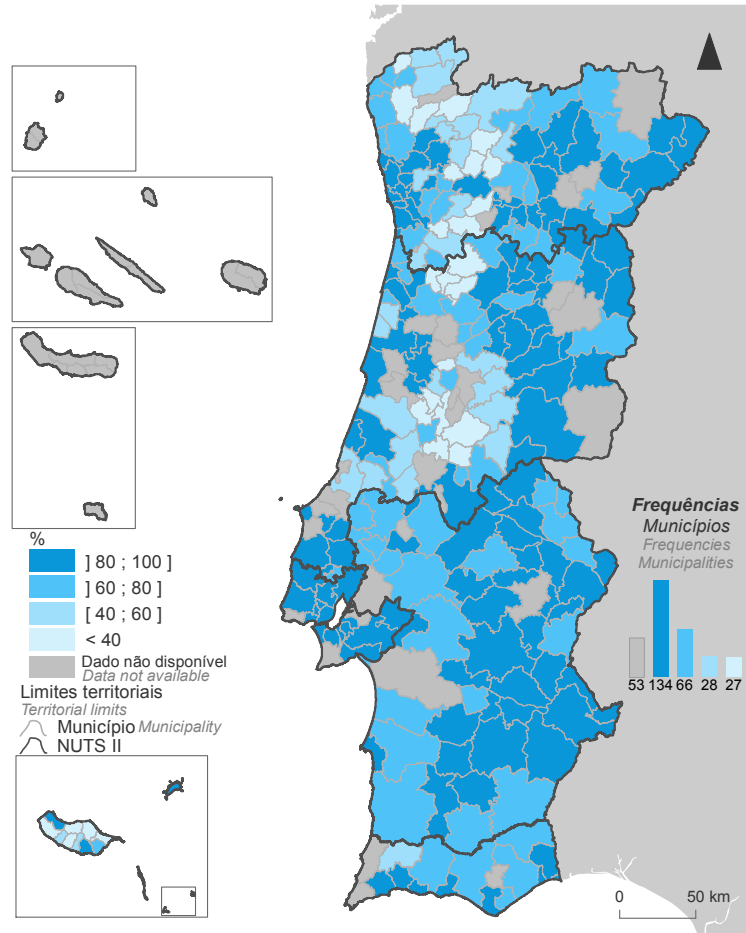 %
] 80 ; 100 ]
] 60 ; 80 ]
[ 40 ; 60 ]
< 40
Dado não disponível
Data not available
Limites territoriais
Territorial limits
Município Municipality
NUTS II
Frequências
Municípios
Frequencies
Municipalities
53 134 66 28 27
0 50 km